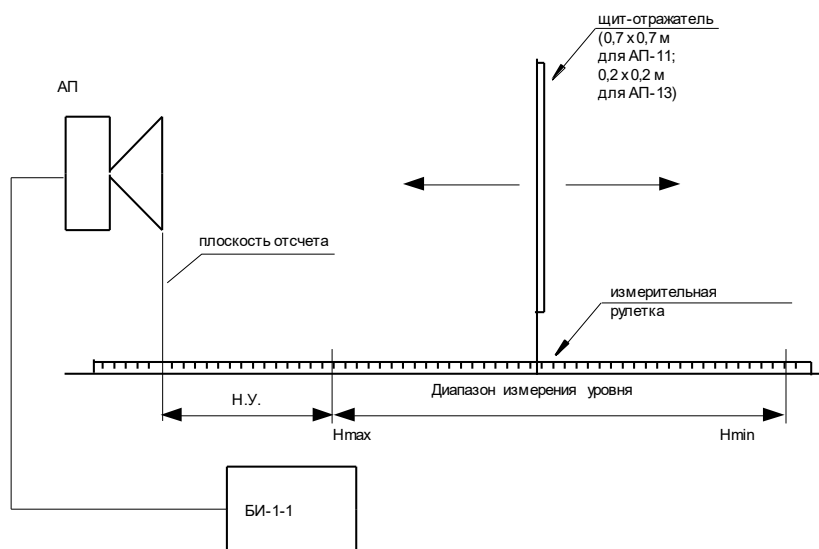 щит-отражатель
(0,7 х 0,7 м
для АП-11;
0,2 х 0,2 м
для АП-13)
АП
плоскость отсчета
измерительная
рулетка
Н.У.
Диапазон измерения уровня
Hmax
Hmin
БИ-1-1